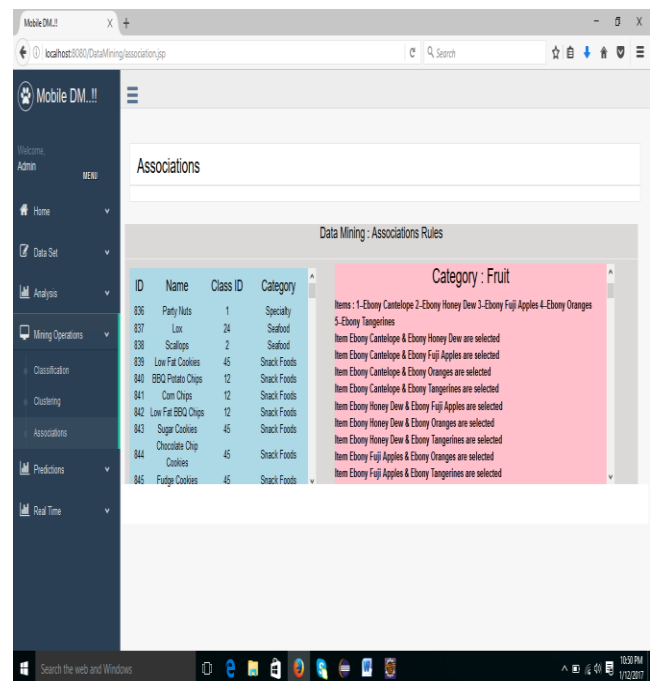 Mobile DM..!!
localhost:8080/DataMining/association.jsp
Search
Mobile DM..!!
Welcome,
Admin
MENU
Home
Data Set
Analysis
Mining Operations
Classification
Clustering
Associations
Predictions
Real Time
Associations
Data Mining : Associations Rules
ID Name Class ID Category
836 Party Nuts 1 Specialty
837 Lox 24 Seafood
838 Scallops 2 Seafood
839 Low Fat Cookies 45 Snack Foods
840 BBQ Potato Chips 12 Snack Foods
841 Corn Chips 12 Snack Foods
842 Low Fat BBQ Chips 12 Snack Foods
843 Sugar Cookies 45 Snack Foods
844 Chocolate Chip Cookies 45 Snack Foods
845 Fudge Cookies 45 Snack Foods
Category : Fruit
Items : 1--Ebony Cantelope 2--Ebony Honey Dew 3--Ebony Fuji Apples 4--Ebony Oranges
5--Ebony Tangerines
Item Ebony Cantelope & Ebony Honey Dew are selected
Item Ebony Cantelope & Ebony Fuji Apples are selected
Item Ebony Cantelope & Ebony Oranges are selected
Item Ebony Cantelope & Ebony Tangerines are selected
Item Ebony Honey Dew & Ebony Fuji Apples are selected
Item Ebony Honey Dew & Ebony Oranges are selected
Item Ebony Honey Dew & Ebony Tangerines are selected
Item Ebony Fuji Apples & Ebony Oranges are selected
Item Ebony Fuji Apples & Ebony Tangerines are selected
Search the web and Windows
10:50 PM
1/12/2017